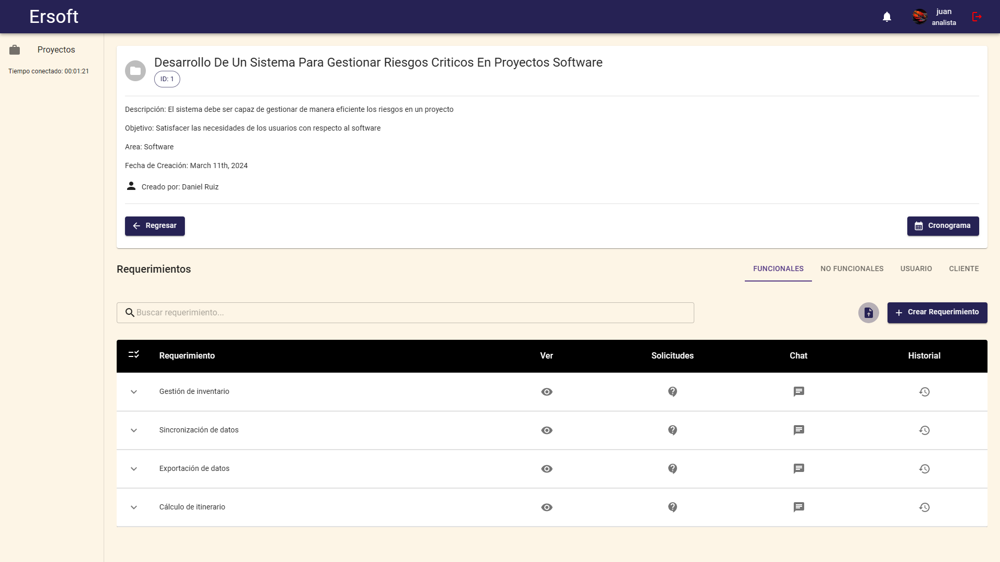 Ersoft
juan
analista
Proyectos
Tiempo conectado: 00:01:21
Desarrollo De Un Sistema Para Gestionar Riesgos Criticos En Proyectos Software
ID: 1
Descripción: El sistema debe ser capaz de gestionar de manera eficiente los riesgos en un proyecto
Objetivo: Satisfacer las necesidades de los usuarios con respecto al software
Area: Software
Fecha de Creación: March 11th, 2024
Creado por: Daniel Ruiz
Regresar
Cronograma
Requerimientos
FUNCIONALES NO FUNCIONALES USUARIO CLIENTE
Buscar requerimiento...
Crear Requerimiento
Requerimiento Ver Solicitudes Chat Historial
Gestión de inventario
Sincronización de datos
Exportación de datos
Cálculo de itinerario